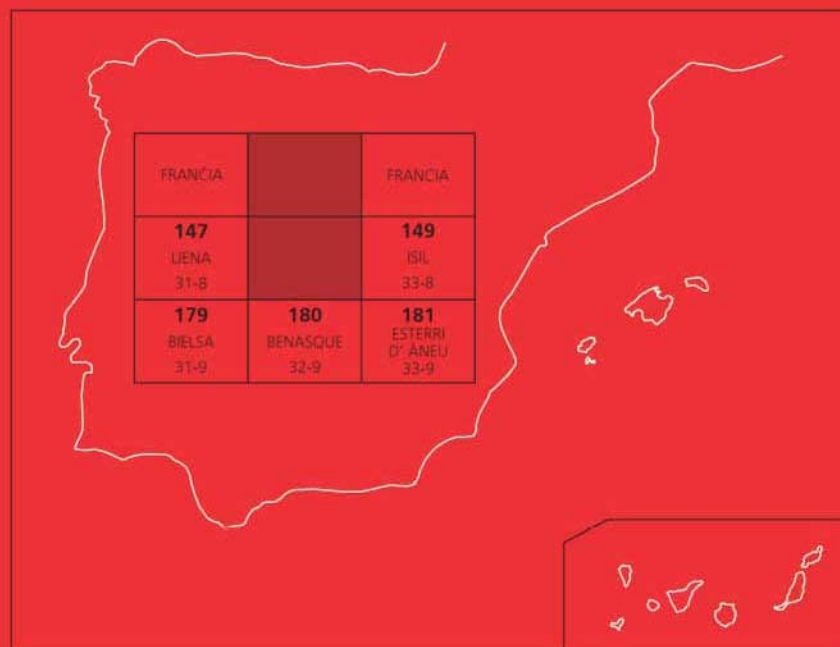 FRANCIA
FRANCIA
147
LIENA
31-8
149
ISIL
33-8
179
BIELSA
31-9
180
BENASQUE
32-9
181
ESTERRI
D' ÀNEU
33-9